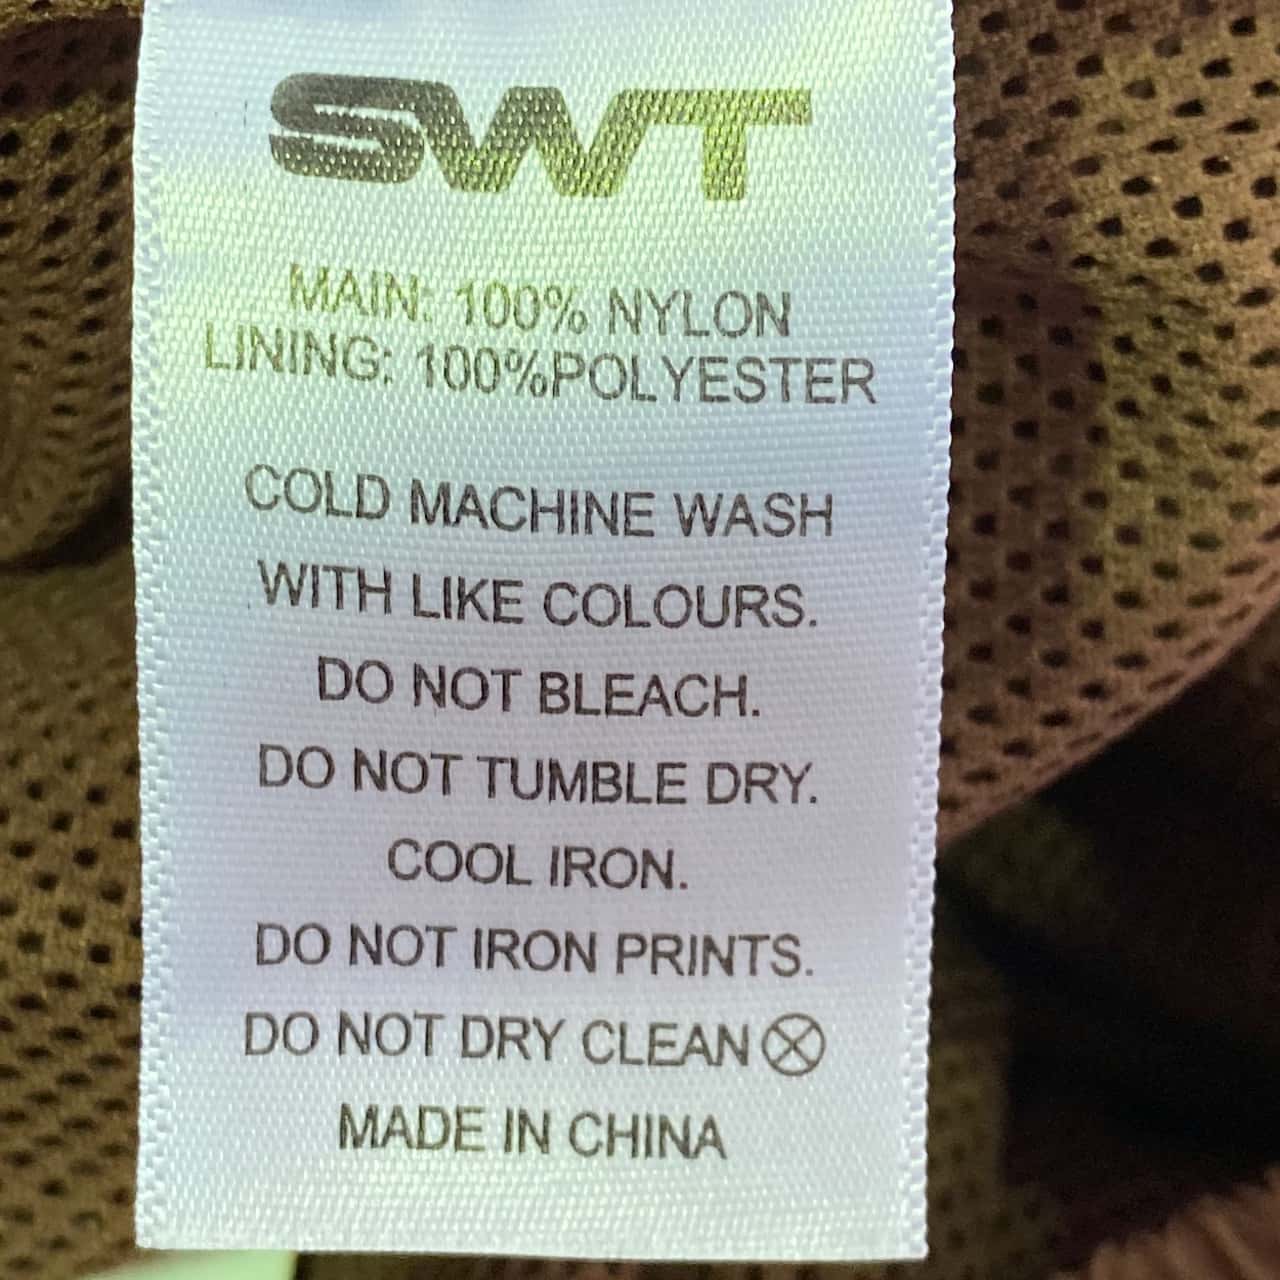 SWT
MAIN: 100% NYLON
LINING: 100%POLYESTER
COLD MACHINE WASH
WITH LIKE COLOURS.
DO NOT BLEACH.
DO NOT TUMBLE DRY.
COOL IRON.
DO NOT IRON PRINTS.
DO NOT DRY CLEAN
MADE IN CHINA